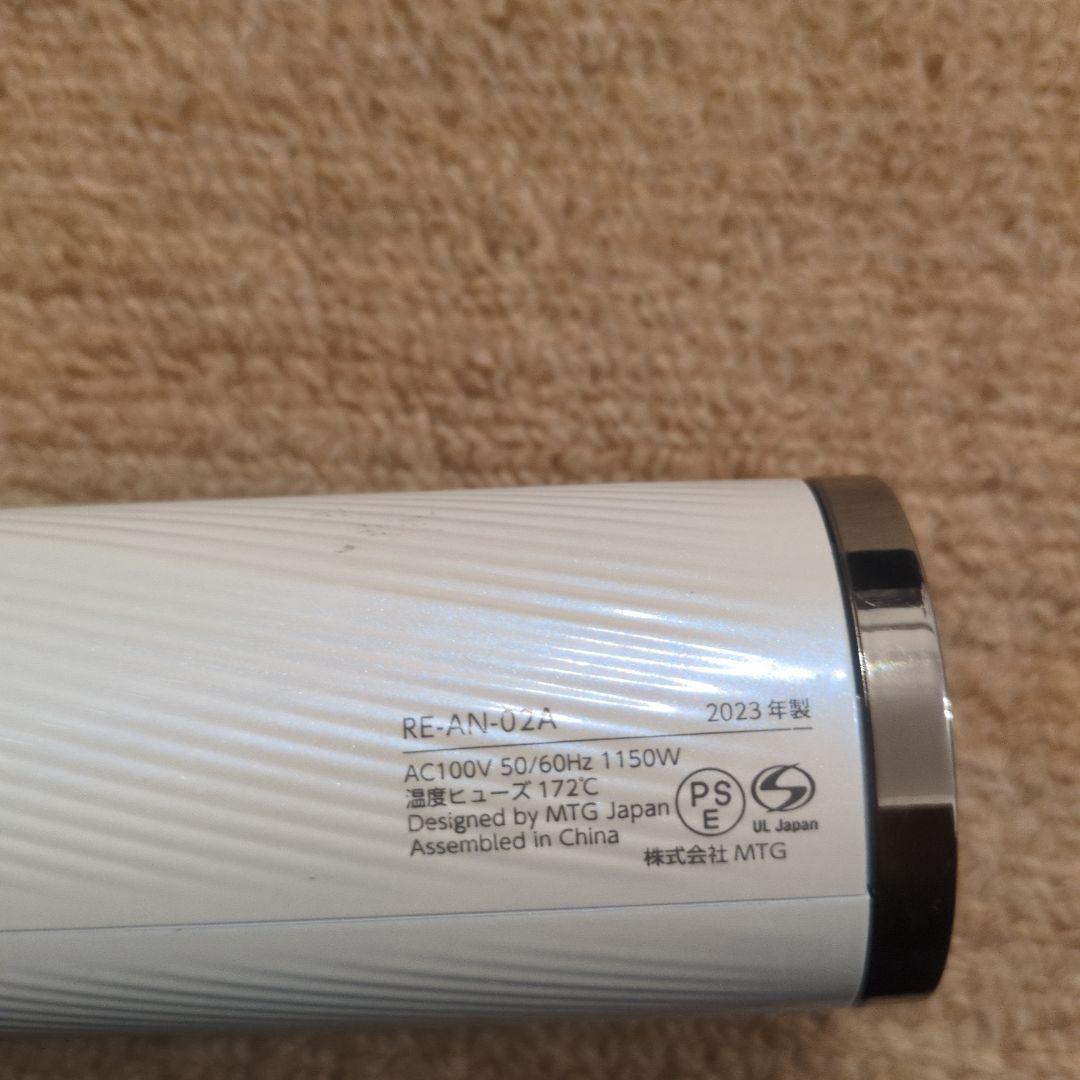 RE-AN-02A 2023年製
AC100V 50/60Hz 1150W
温度ヒューズ 172℃
Designed by MTG Japan
Assembled in China
PS
E
UL Japan
株式会社 MTG